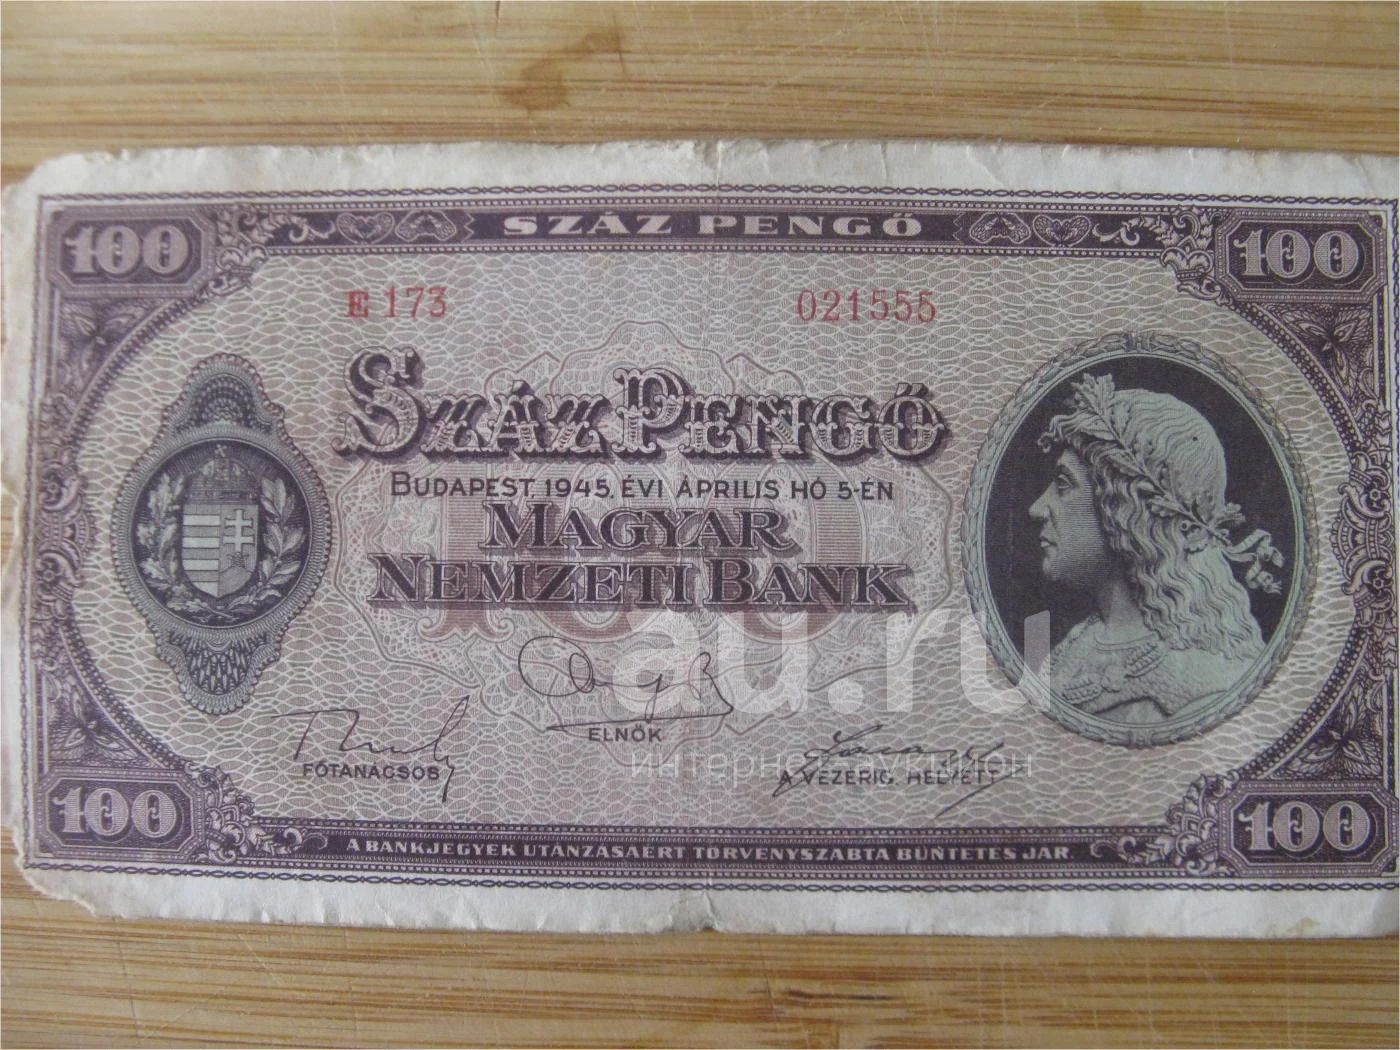 SZÁZ PENGŐ
100 100
E 173 021555
SZÁZ PENGŐ
BUDAPEST, 1945. ÉVI ÁPRILIS HÓ 5-ÉN
MAGYAR
NEMZETI BANK
100
au.ru
ELNÖK
интернет аукцион
FŐTANÁCSOS A VEZÉRIG. HELYETT
100 100
A BANKJEGYEK UTÁNZÁSÁÉRT TÖRVÉNYSZABTA BÜNTETÉS JÁR.